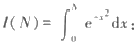 I(N) = ∫₀ᴺ e^{-x²} dx;